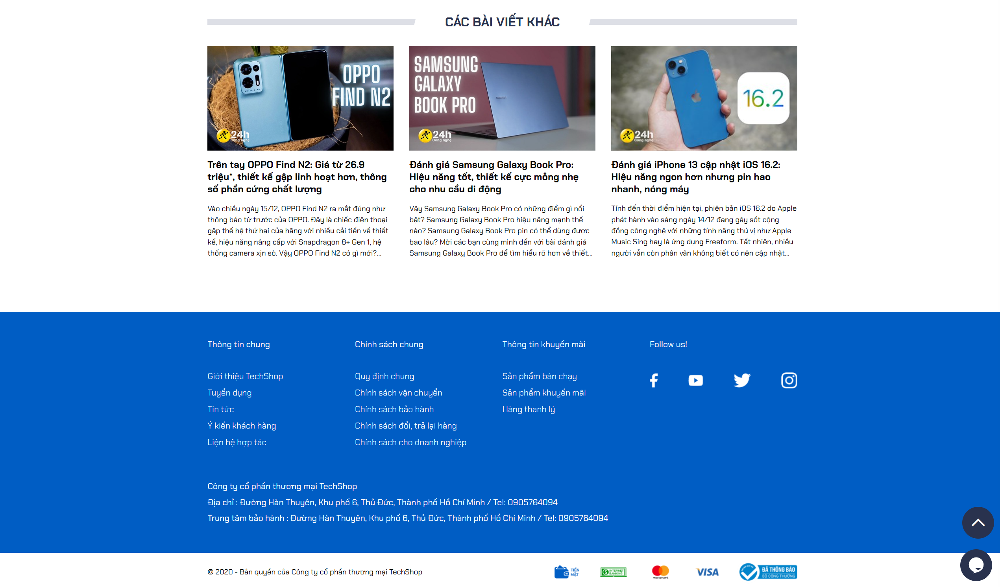 CÁC BÀI VIẾT KHÁC
OPPO
FIND N2
HASSELBLAD
24h
Công nghệ
SAMSUNG
GALAXY
BOOK PRO
SAMSUNG
24h
Công nghệ
16.2
24h
Công nghệ
Trên tay OPPO Find N2: Giá từ 26.9
triệu*, thiết kế gập linh hoạt hơn, thông
số phần cứng chất lượng
Vào chiều ngày 15/12, OPPO Find N2 ra mắt đúng như
thông báo từ trước của OPPO. Đây là chiếc điện thoại
gập thế hệ thứ hai của hãng với nhiều cải tiến về thiết
kế, hiệu năng nâng cấp với Snapdragon 8+ Gen 1, hệ
thống camera xịn sò. Vậy OPPO Find N2 có gì mới?...
Đánh giá Samsung Galaxy Book Pro:
Hiệu năng tốt, thiết kế cực mỏng nhẹ
cho nhu cầu di động
Vậy Samsung Galaxy Book Pro có những điểm gì nổi
bật? Samsung Galaxy Book Pro hiệu năng mạnh thế
nào? Samsung Galaxy Book Pro pin có thể dùng được
bao lâu? Mời các bạn cùng mình đến với bài đánh giá
Samsung Galaxy Book Pro để tìm hiểu rõ hơn về thiết...
Đánh giá iPhone 13 cập nhật iOS 16.2:
Hiệu năng ngon hơn nhưng pin hao
nhanh, nóng máy
Tính đến thời điểm hiện tại, phiên bản iOS 16.2 do Apple
phát hành vào sáng ngày 14/12 đang gây sốt cộng
đồng công nghệ với những tính năng thú vị như Apple
Music Sing hay là ứng dụng Freeform. Tất nhiên, nhiều
người vẫn còn phân vân không biết có nên cập nhật...
Thông tin chung
Giới thiệu TechShop
Tuyển dụng
Tin tức
Ý kiến khách hàng
Liện hệ hợp tác
Chính sách chung
Quy định chung
Chính sách vận chuyển
Chính sách bảo hành
Chính sách đổi, trả lại hàng
Chính sách cho doanh nghiệp
Thông tin khuyến mãi
Sản phẩm bán chạy
Sản phẩm khuyến mãi
Hàng thanh lý
Follow us!
Công ty cổ phần thương mại TechShop
Địa chỉ : Đường Hàn Thuyên, Khu phố 6, Thủ Đức, Thành phố Hồ Chí Minh / Tel: 0905764094
Trung tâm bảo hành : Đường Hàn Thuyên, Khu phố 6, Thủ Đức, Thành phố Hồ Chí Minh / Tel: 0905764094
© 2020 - Bản quyền của Công ty cổ phần thương mại TechShop
TIỀN
MẶT
INTERNET
BANKING
mastercard
VISA
ĐÃ THÔNG BÁO
BỘ CÔNG THƯƠNG